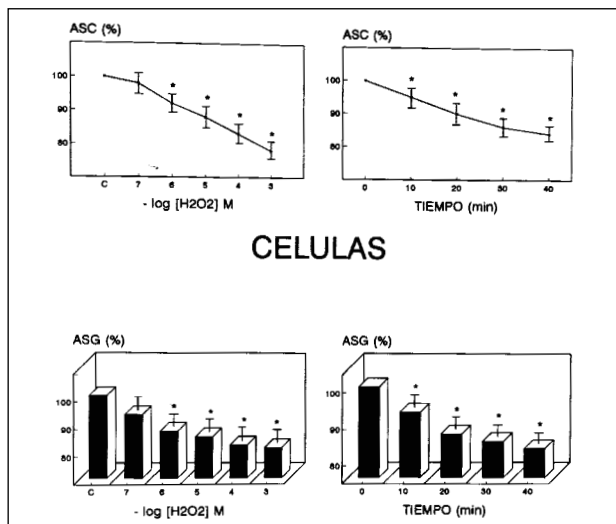 ASC (%)
100
90
80
* * * *
C 7 6 5 4 3
- log [H2O2] M
ASC (%)
100
90
80
* * * *
0 10 20 30 40
TIEMPO (min)
CELULAS
ASG (%)
100
90
80
* * * *
C 7 6 5 4 3
- log [H2O2] M
ASG (%)
100
90
80
* * * *
0 10 20 30 40
TIEMPO (min)